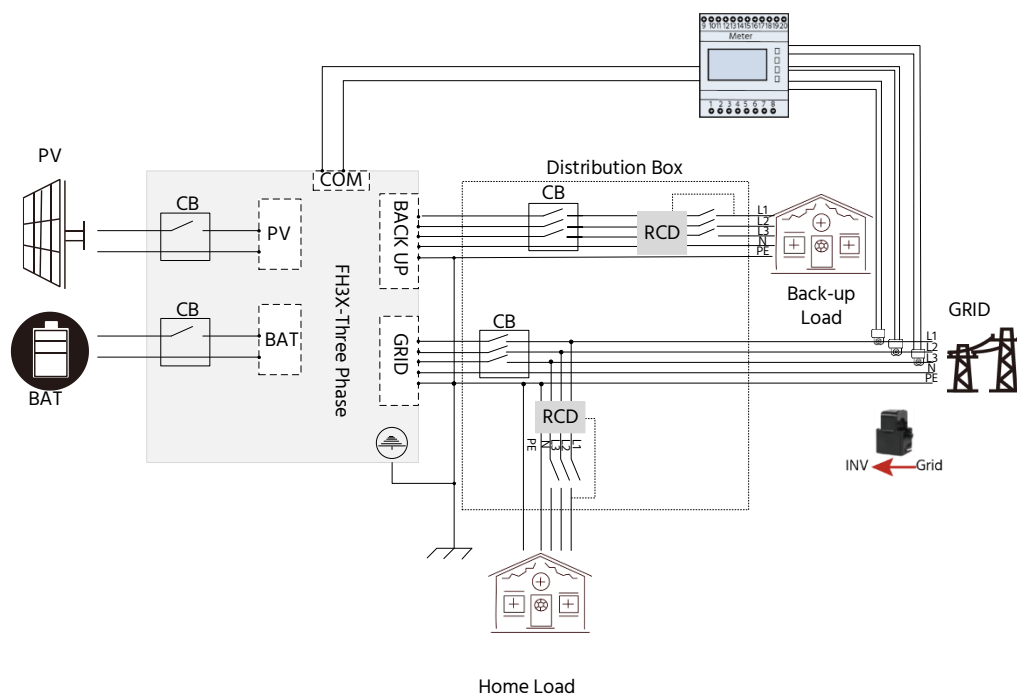 9 10 11 12 13 14 15 16 17 18 19 20
Meter
1 2 3 4 5 6 7 8
PV
COM
Distribution Box
CB
CB
BACK UP
L1
L2
L3
N
PE
RCD
PV
FH3X-Three Phase
Back-up
Load
GRID
CB
CB
BAT
GRID
L1
L2
L3
N
PE
BAT
RCD
PE
N
L3
L2
L1
INV
Grid
Home Load